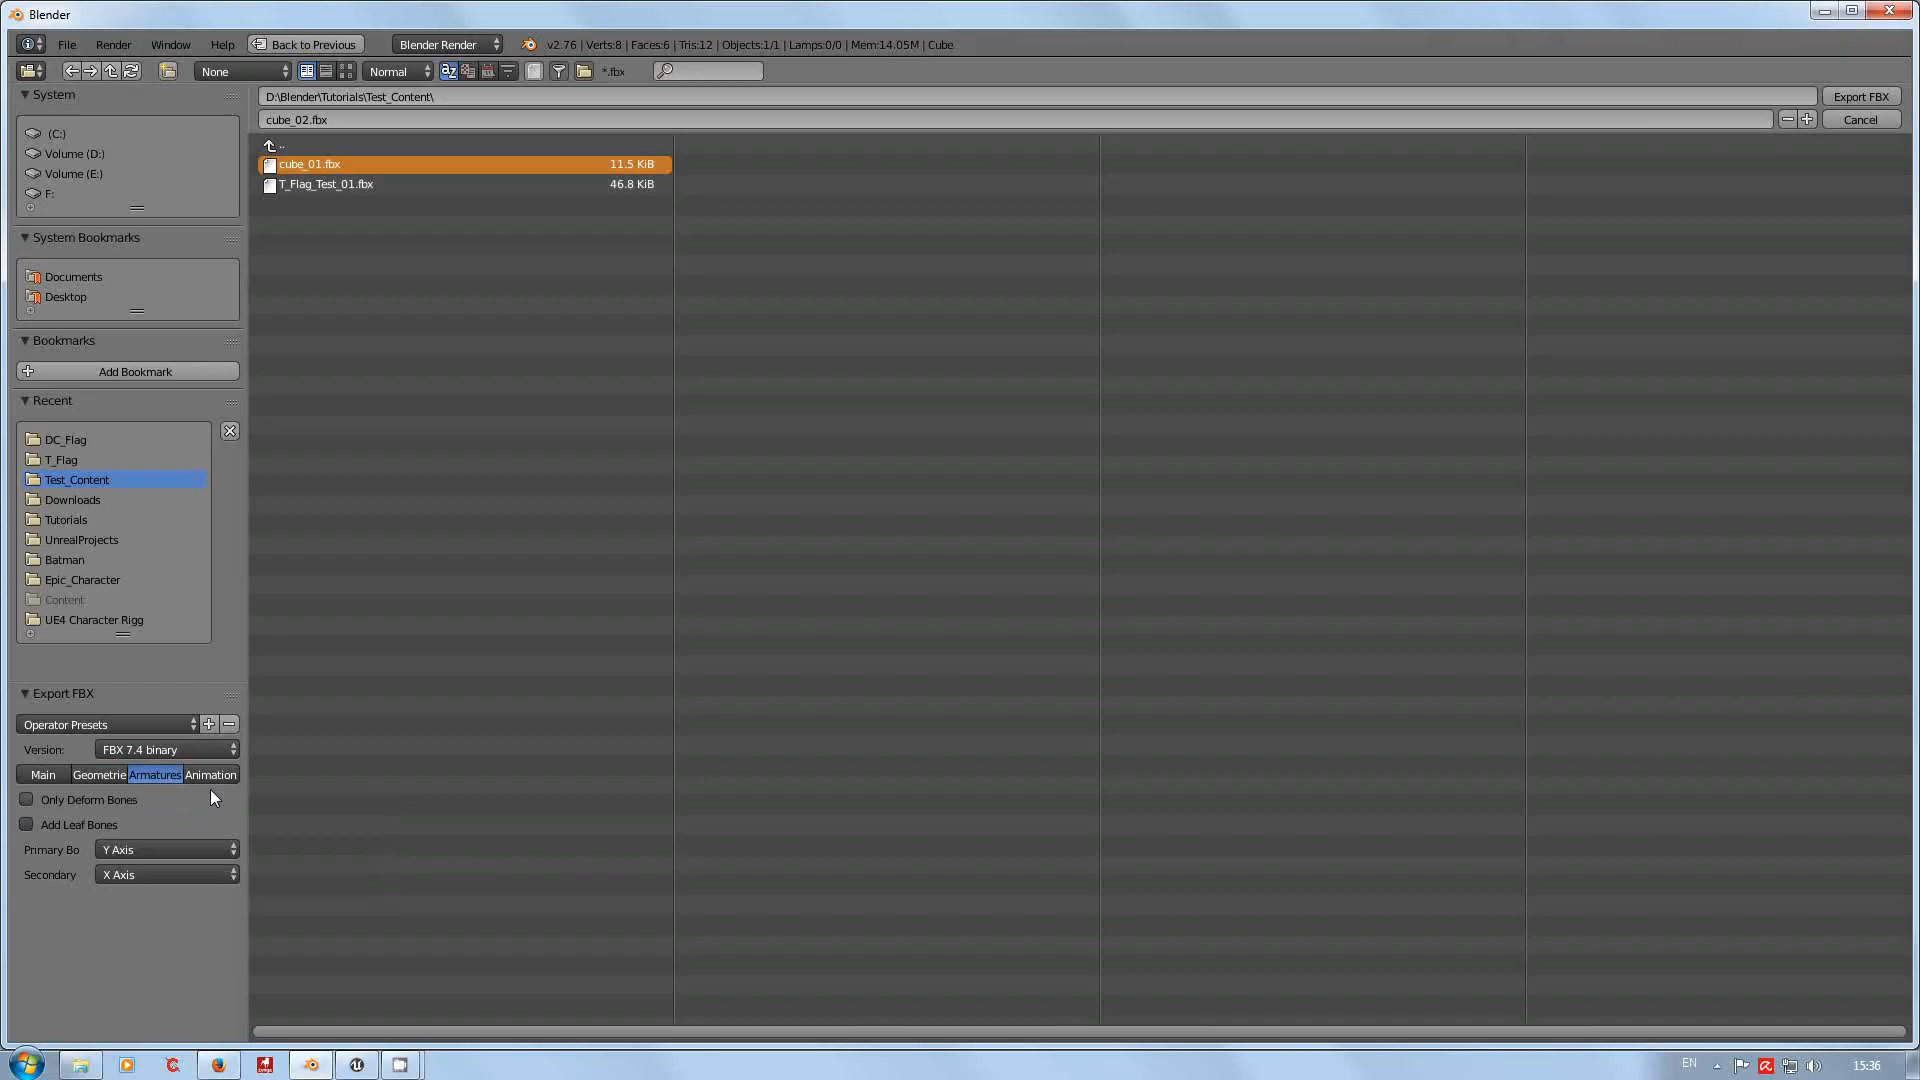 Blender
File Render Window Help Back to Previous Blender Render v2.76 | Verts:8 | Faces:6 | Tris:12 | Objects:1/1 | Lamps:0/0 | Mem:14.05M | Cube
None Normal *.fbx
System
D:\Blender\Tutorials\Test_Content\ Export FBX
cube_02.fbx Cancel
..
(C:)
cube_01.fbx 11.5 KiB
Volume (D:)
T_Flag_Test_01.fbx 46.8 KiB
Volume (E:)
F:
System Bookmarks
Documents
Desktop
Bookmarks
Add Bookmark
Recent
DC_Flag
T_Flag
Test_Content
Downloads
Tutorials
UnrealProjects
Batman
Epic_Character
Content
UE4 Character Rigg
Export FBX
Operator Presets
Version: FBX 7.4 binary
Main Geometrie Armatures Animation
Only Deform Bones
Add Leaf Bones
Primary Bo Y Axis
Secondary X Axis
EN 15:36